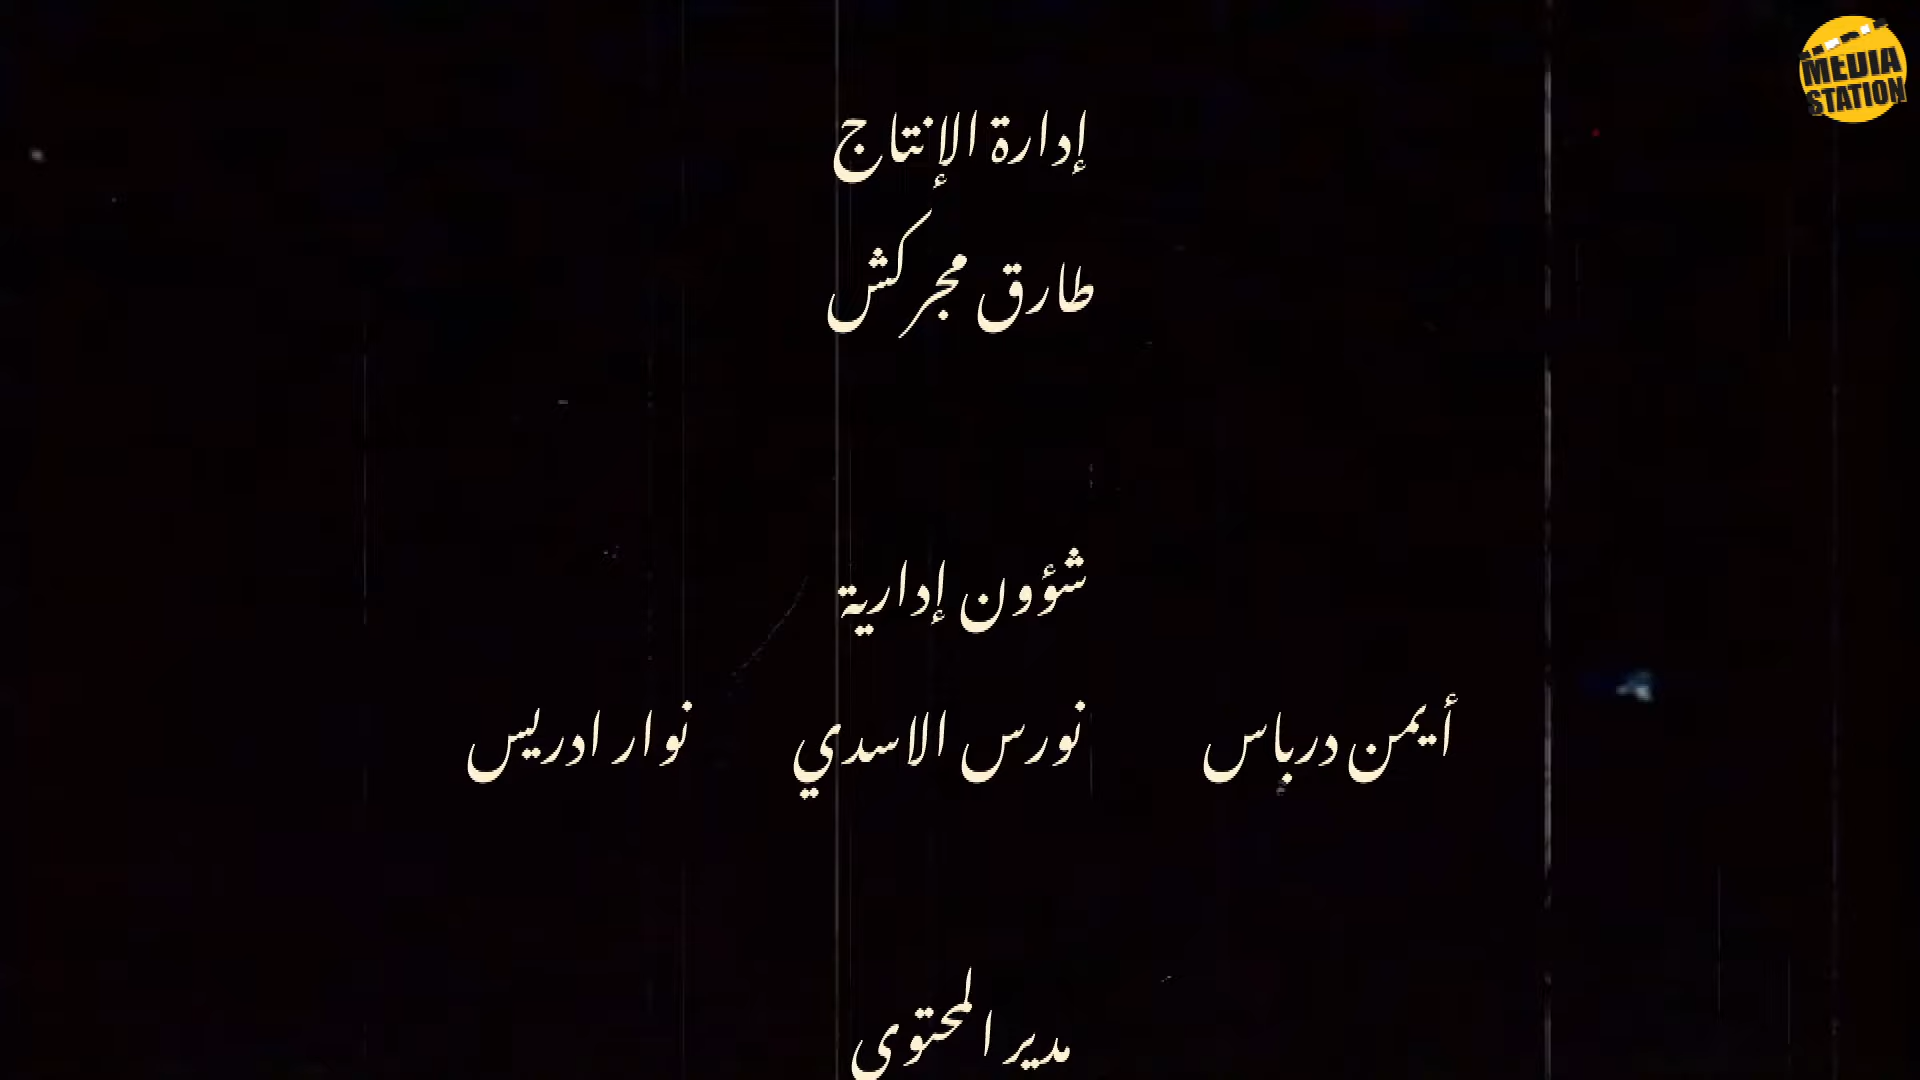 MEDIA
STATION
إدارة الإنتاج
طارق مجركش
شؤون إدارية
أيمن درباس نورس الاسدي نوار ادريس
مدير المحتوى